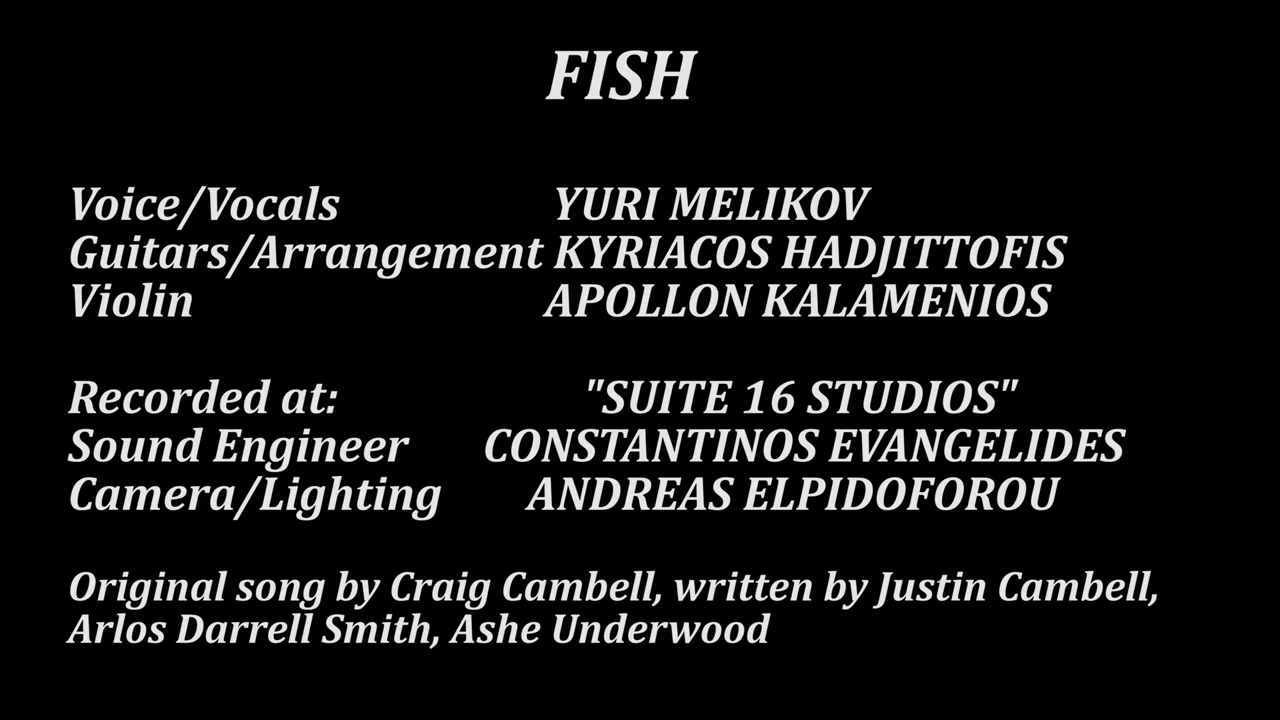 FISH
Voice/Vocals YURI MELIKOV
Guitars/Arrangement KYRIACOS HADJITTOFIS
Violin APOLLON KALAMENIOS
Recorded at: "SUITE 16 STUDIOS"
Sound Engineer CONSTANTINOS EVANGELIDES
Camera/Lighting ANDREAS ELPIDOFOROU
Original song by Craig Cambell, written by Justin Cambell,
Arlos Darrell Smith, Ashe Underwood